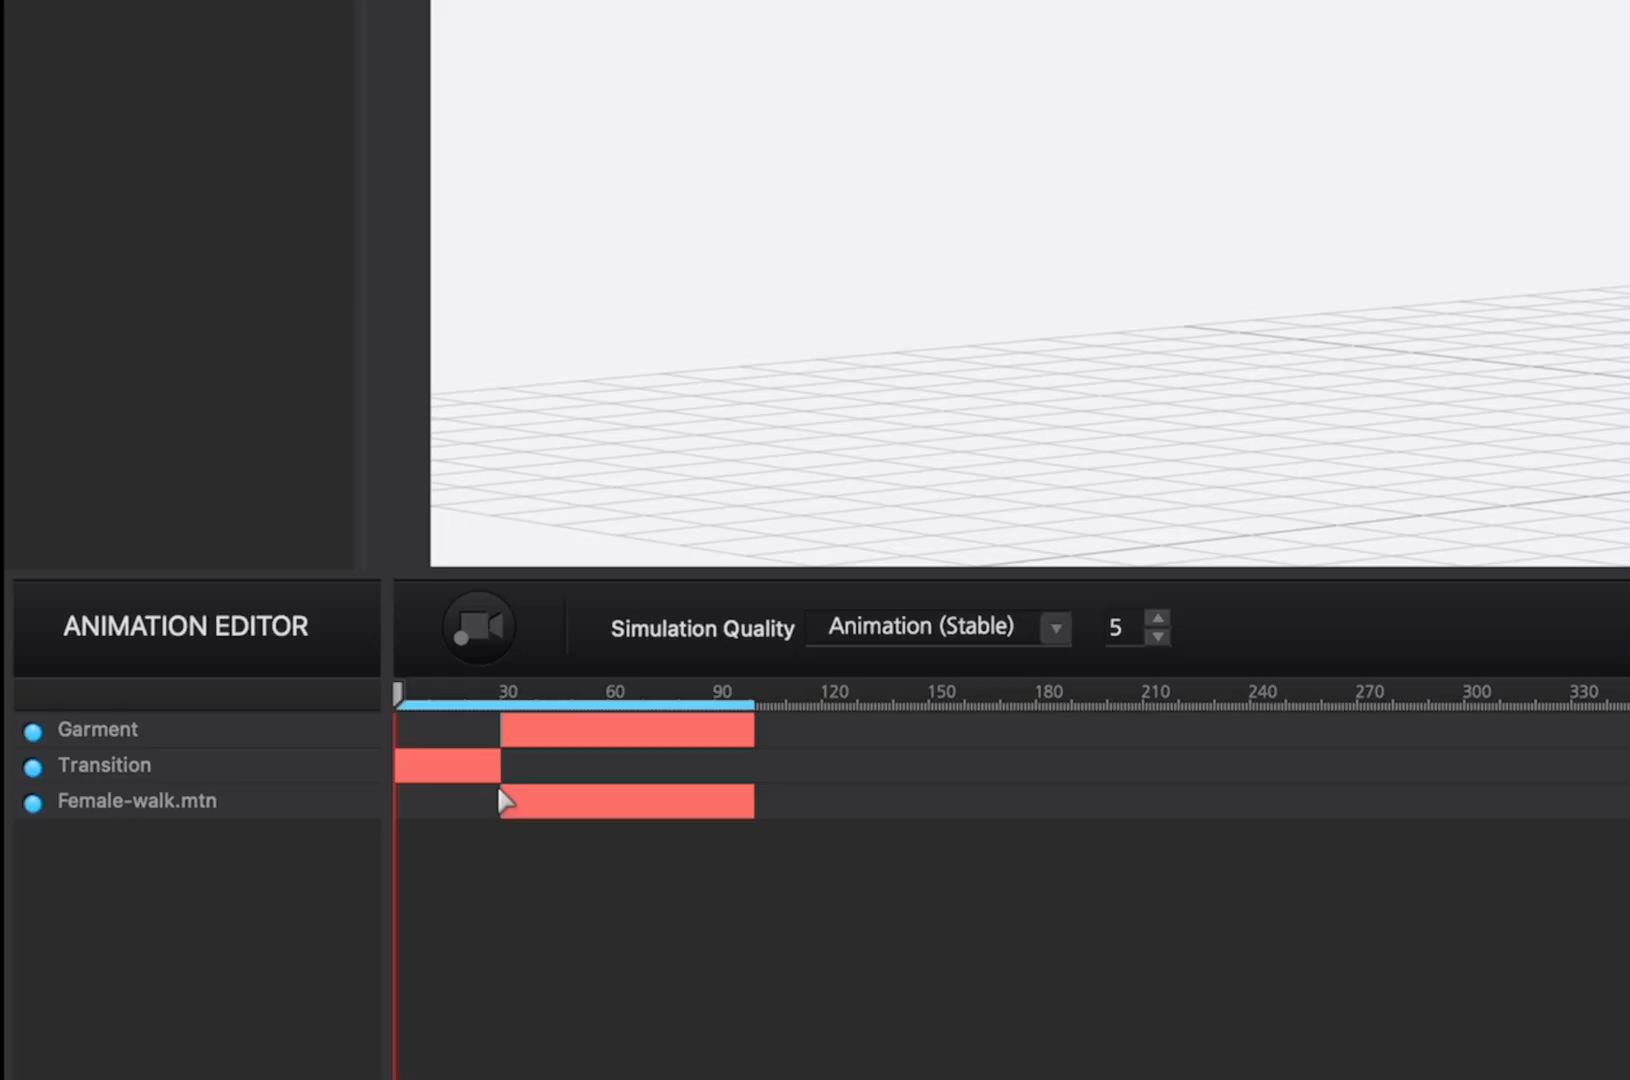 ANIMATION EDITOR
Simulation Quality Animation (Stable) 5
30 60 90 120 150 180 210 240 270 300 330
Garment
Transition
Female-walk.mtn